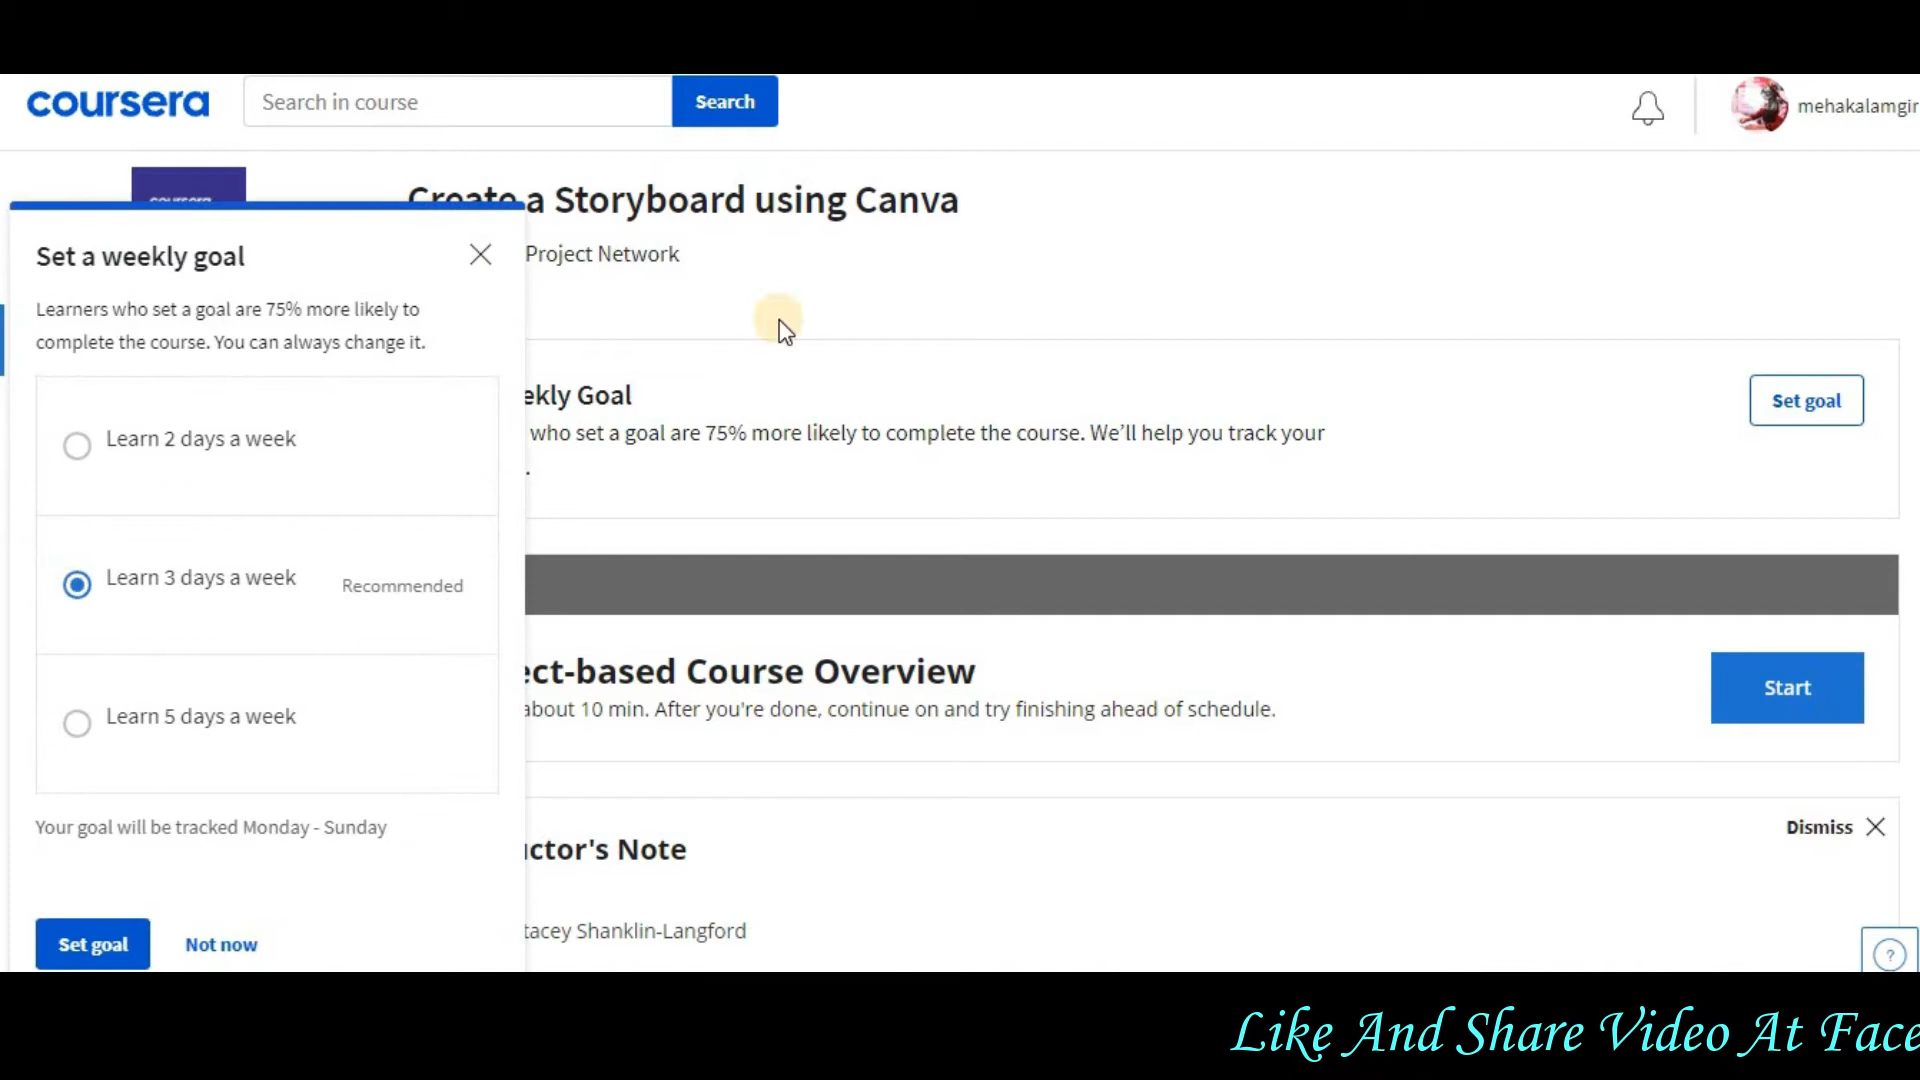 coursera
Search in course
Search
mehakalamgir
coursera
Create a Storyboard using Canva
Project Network
Set a weekly goal
Learners who set a goal are 75% more likely to
complete the course. You can always change it.
Learn 2 days a week
Learn 3 days a week
Recommended
Learn 5 days a week
Your goal will be tracked Monday - Sunday
Set goal
Not now
ekly Goal
who set a goal are 75% more likely to complete the course. We'll help you track your
.
Set goal
ect-based Course Overview
about 10 min. After you're done, continue on and try finishing ahead of schedule.
Start
Dismiss
uctor's Note
tacey Shanklin-Langford
?
Like And Share Video At Face